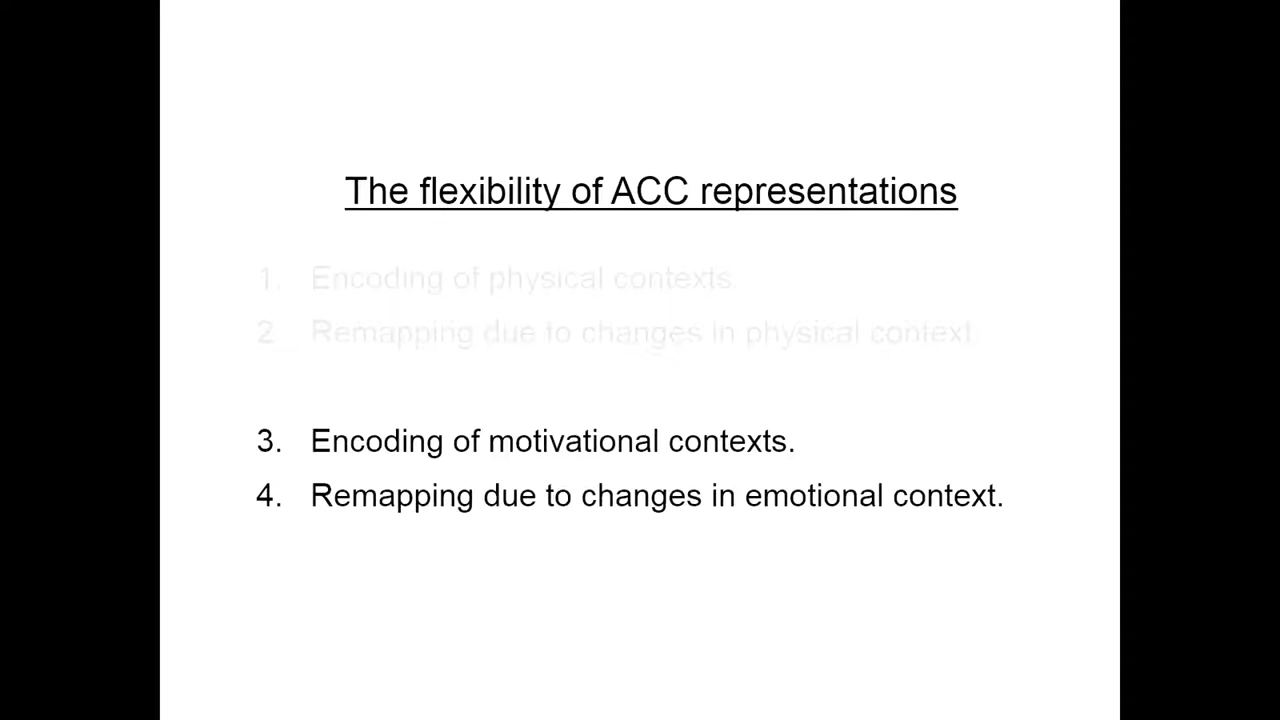 The flexibility of ACC representations
1. Encoding of physical contexts.
2. Remapping due to changes in physical context.
3. Encoding of motivational contexts.
4. Remapping due to changes in emotional context.